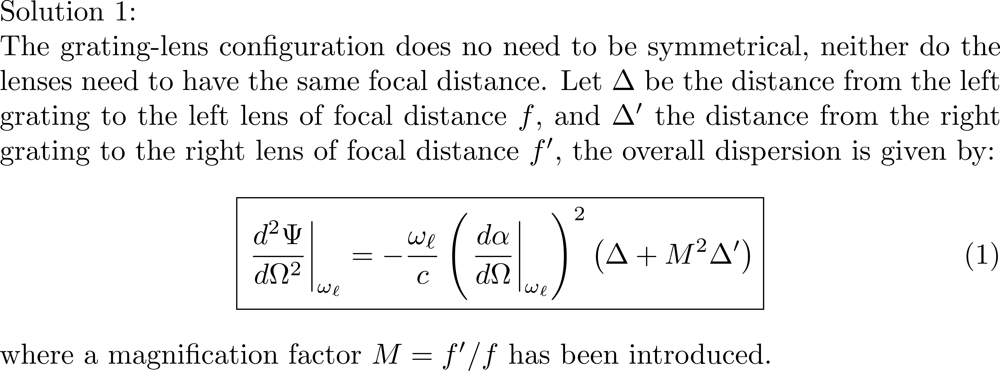 Solution 1:
The grating-lens configuration does no need to be symmetrical, neither do the
lenses need to have the same focal distance. Let Δ be the distance from the left
grating to the left lens of focal distance f, and Δ′ the distance from the right
grating to the right lens of focal distance f′, the overall dispersion is given by:
$$\boxed{\left.\frac{d^2\Psi}{d\Omega^2}\right|_{\omega_\ell} = -\frac{\omega_\ell}{c}\left(\left.\frac{d\alpha}{d\Omega}\right|_{\omega_\ell}\right)^2 (\Delta + M^2\Delta')} \quad (1)$$
where a magnification factor M = f′/f has been introduced.